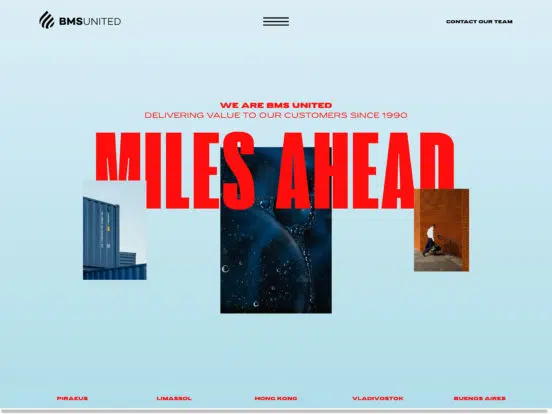 BMSUNITED
CONTACT OUR TEAM
WE ARE BMS UNITED
DELIVERING VALUE TO OUR CUSTOMERS SINCE 1990
MILES AHEAD
PIRAEUS
LIMASSOL
HONG KONG
VLADIVOSTOK
BUENOS AIRES